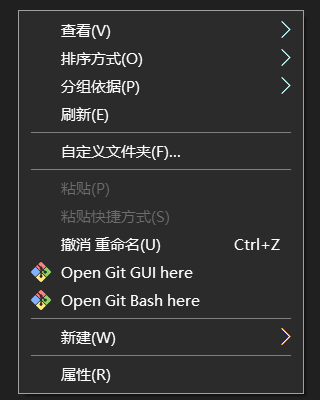 查看(V)
排序方式(O)
分组依据(P)
刷新(E)
自定义文件夹(F)...
粘贴(P)
粘贴快捷方式(S)
撤消 重命名(U) Ctrl+Z
Open Git GUI here
Open Git Bash here
新建(W)
属性(R)